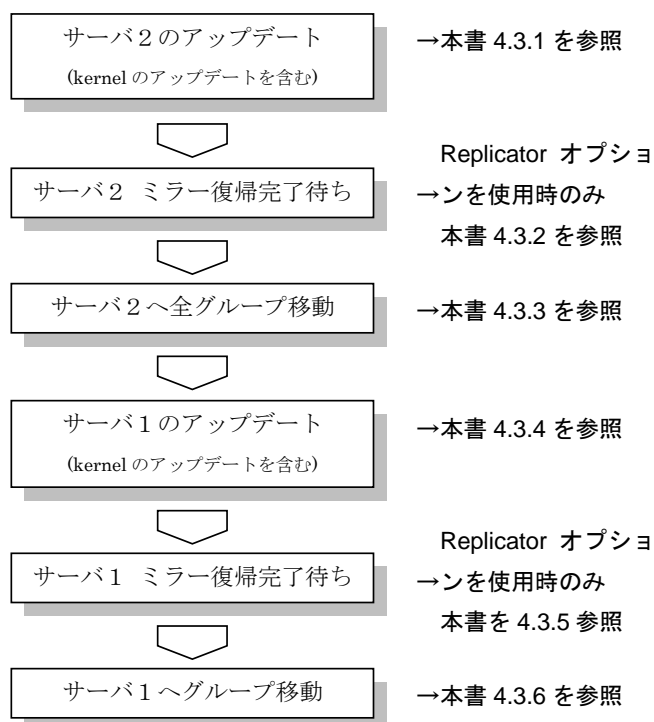 サーバ２のアップデート
(kernel のアップデートを含む)
→本書 4.3.1 を参照
Replicator オプショ
サーバ２ ミラー復帰完了待ち
→ンを使用時のみ
本書 4.3.2 を参照
サーバ２へ全グループ移動
→本書 4.3.3 を参照
サーバ１のアップデート
(kernel のアップデートを含む)
→本書 4.3.4 を参照
Replicator オプショ
サーバ１ ミラー復帰完了待ち
→ンを使用時のみ
本書を 4.3.5 参照
サーバ１へグループ移動
→本書 4.3.6 を参照